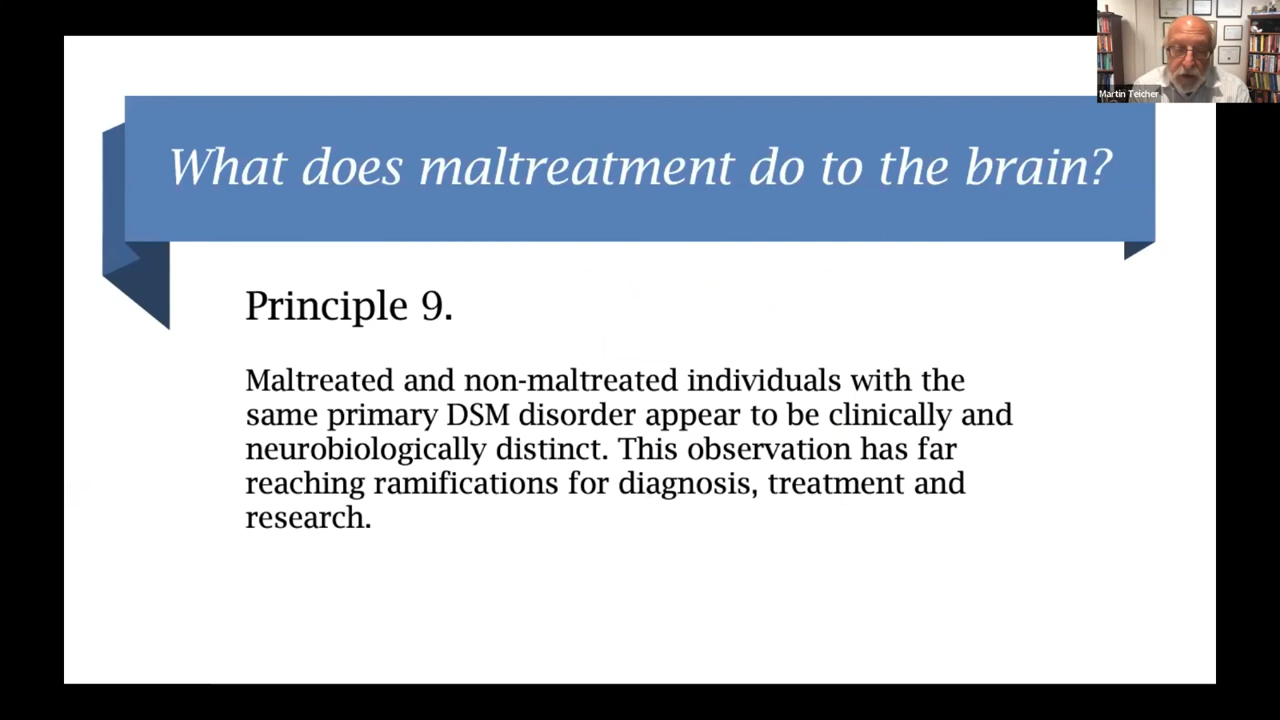 Martin Teicher
What does maltreatment do to the brain?
Principle 9.
Maltreated and non-maltreated individuals with the
same primary DSM disorder appear to be clinically and
neurobiologically distinct. This observation has far
reaching ramifications for diagnosis, treatment and
research.